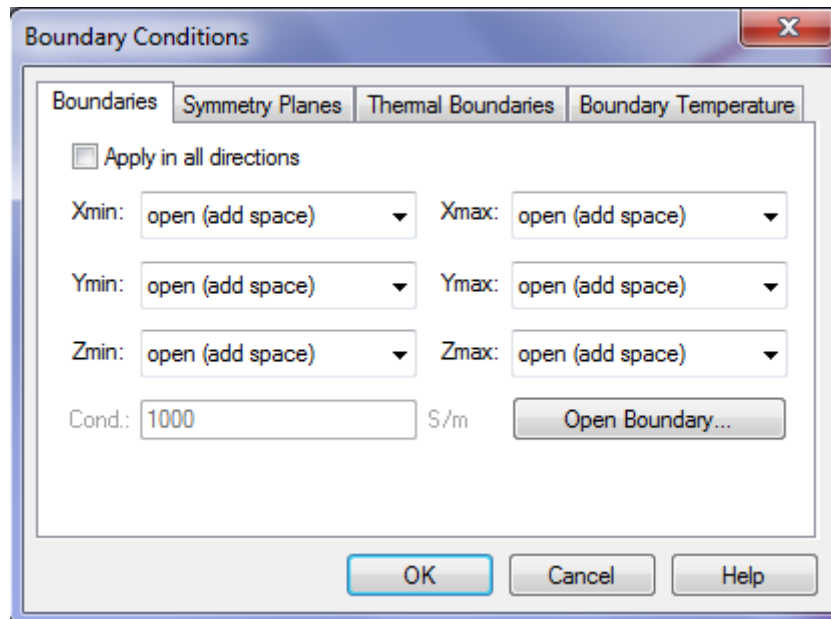 Boundary Conditions
Boundaries Symmetry Planes Thermal Boundaries Boundary Temperature
Apply in all directions
Xmin: open (add space) Xmax: open (add space)
Ymin: open (add space) Ymax: open (add space)
Zmin: open (add space) Zmax: open (add space)
Cond.: 1000 S/m Open Boundary...
OK Cancel Help